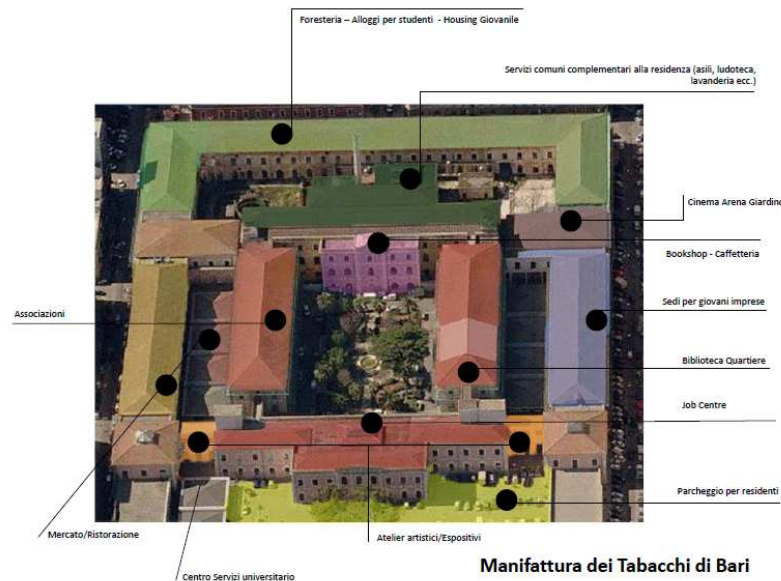 Foresteria – Alloggi per studenti - Housing Giovanile
Servizi comuni complementari alla residenza (asili, ludoteca,
lavanderia ecc.)
Cinema Arena Giardino
Bookshop - Caffetteria
Associazioni
Sedi per giovani imprese
Biblioteca Quartiere
Job Centre
Parcheggio per residenti
Mercato/Ristorazione
Atelier artistici/Espositivi
Centro Servizi universitario
Manifattura dei Tabacchi di Bari